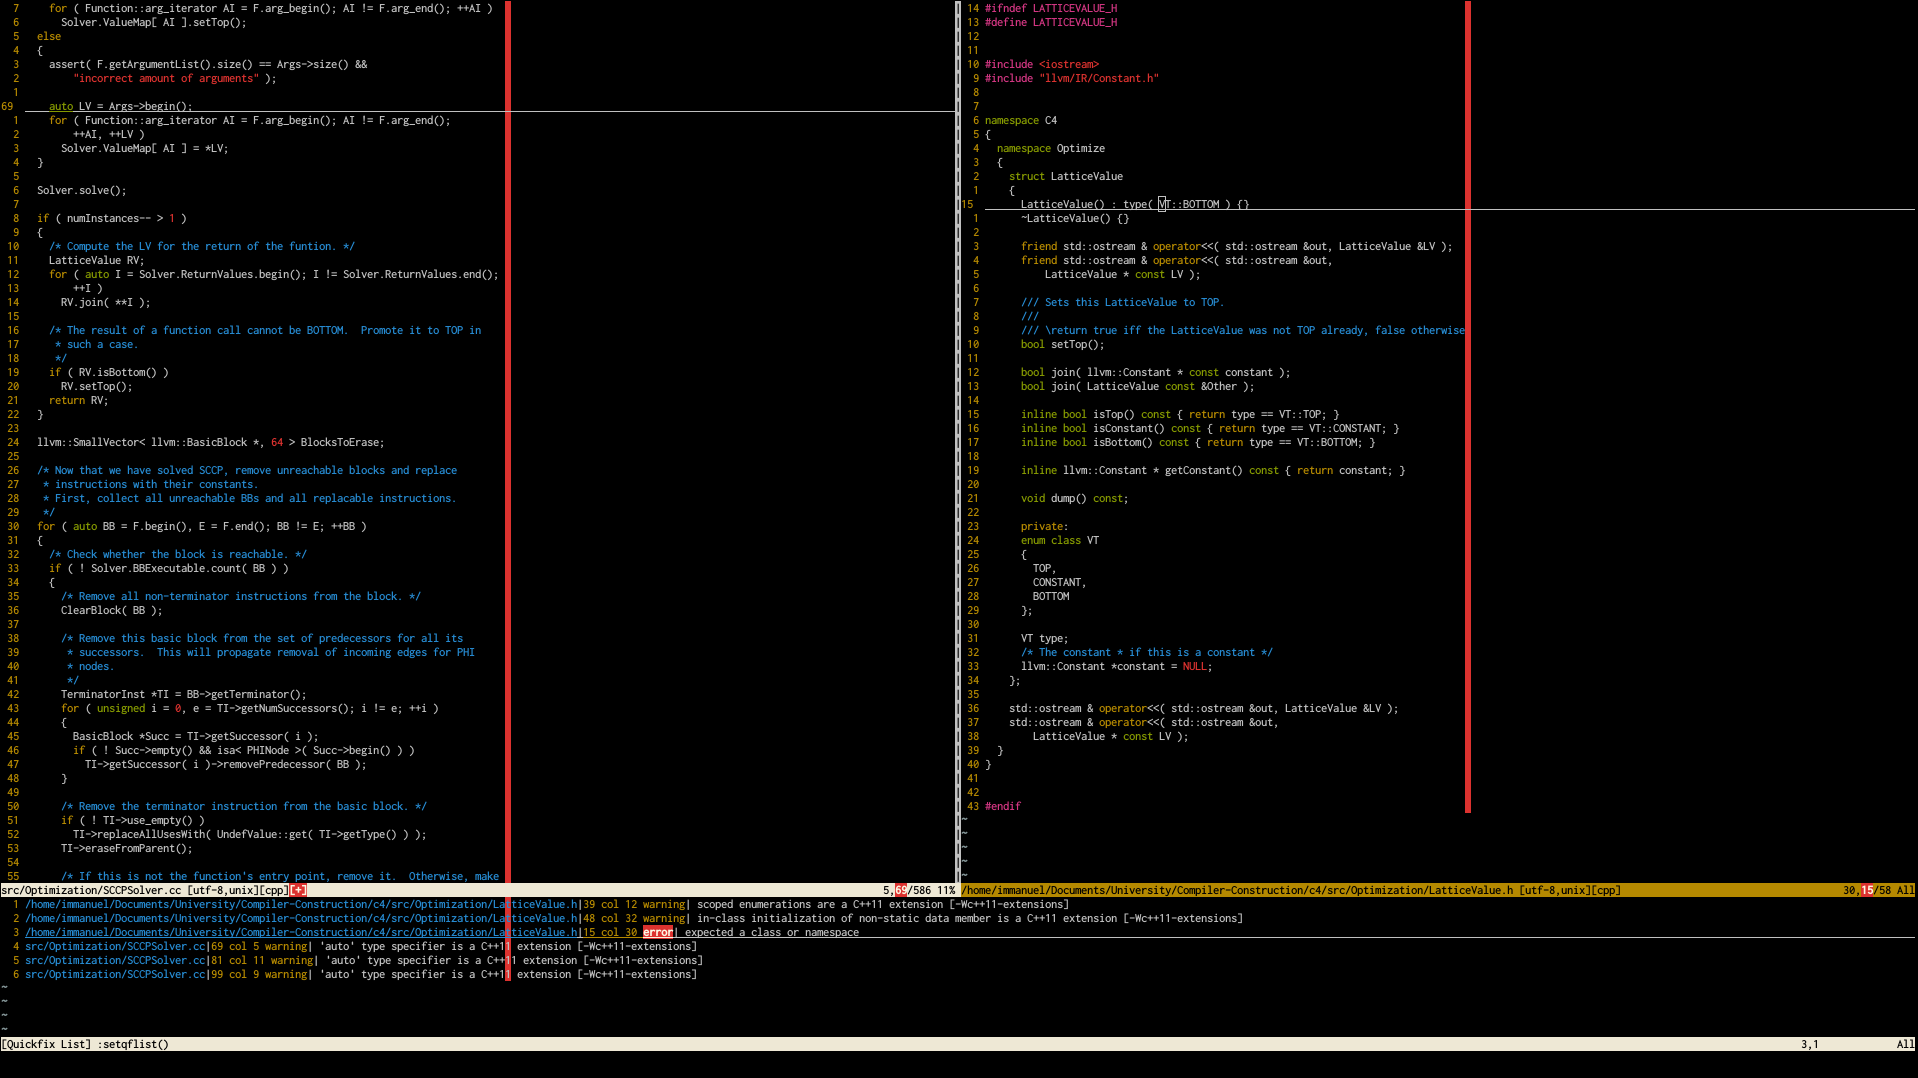 7 for ( Function::arg_iterator AI = F.arg_begin(); AI != F.arg_end(); ++AI )
6 Solver.ValueMap[ AI ].setTop();
5 else
4 {
3 assert( F.getArgumentList().size() == Args->size() &&
2 "incorrect amount of arguments" );
1
69 auto LV = Args->begin();
1 for ( Function::arg_iterator AI = F.arg_begin(); AI != F.arg_end();
2 ++AI, ++LV )
3 Solver.ValueMap[ AI ] = *LV;
4 }
5
6 Solver.solve();
7
8 if ( numInstances-- > 1 )
9 {
10 /* Compute the LV for the return of the funtion. */
11 LatticeValue RV;
12 for ( auto I = Solver.ReturnValues.begin(); I != Solver.ReturnValues.end();
13 ++I )
14 RV.join( **I );
15
16 /* The result of a function call cannot be BOTTOM.  Promote it to TOP in
17 * such a case.
18 */
19 if ( RV.isBottom() )
20 RV.setTop();
21 return RV;
22 }
23
24 llvm::SmallVector< llvm::BasicBlock *, 64 > BlocksToErase;
25
26 /* Now that we have solved SCCP, remove unreachable blocks and replace
27 * instructions with their constants.
28 * First, collect all unreachable BBs and all replacable instructions.
29 */
30 for ( auto BB = F.begin(), E = F.end(); BB != E; ++BB )
31 {
32 /* Check whether the block is reachable. */
33 if ( ! Solver.BBExecutable.count( BB ) )
34 {
35 /* Remove all non-terminator instructions from the block. */
36 ClearBlock( BB );
37
38 /* Remove this basic block from the set of predecessors for all its
39 * successors.  This will propagate removal of incoming edges for PHI
40 * nodes.
41 */
42 TerminatorInst *TI = BB->getTerminator();
43 for ( unsigned i = 0, e = TI->getNumSuccessors(); i != e; ++i )
44 {
45 BasicBlock *Succ = TI->getSuccessor( i );
46 if ( ! Succ->empty() && isa< PHINode >( Succ->begin() ) )
47 TI->getSuccessor( i )->removePredecessor( BB );
48 }
49
50 /* Remove the terminator instruction from the basic block. */
51 if ( ! TI->use_empty() )
52 TI->replaceAllUsesWith( UndefValue::get( TI->getType() ) );
53 TI->eraseFromParent();
54
55 /* If this is not the function's entry point, remove it.  Otherwise, make
src/Optimization/SCCPSolver.cc [utf-8,unix][cpp][+] 5,69/586 11%
14 #ifndef LATTICEVALUE_H
13 #define LATTICEVALUE_H
12
11
10 #include <iostream>
9 #include "llvm/IR/Constant.h"
8
7
6 namespace C4
5 {
4 namespace Optimize
3 {
2 struct LatticeValue
1 {
15 LatticeValue() : type( VT::BOTTOM ) {}
1 ~LatticeValue() {}
2
3 friend std::ostream & operator<<( std::ostream &out, LatticeValue &LV );
4 friend std::ostream & operator<<( std::ostream &out,
5 LatticeValue * const LV );
6
7 /// Sets this LatticeValue to TOP.
8 ///
9 /// \return true iff the LatticeValue was not TOP already, false otherwise
10 bool setTop();
11
12 bool join( llvm::Constant * const constant );
13 bool join( LatticeValue const &Other );
14
15 inline bool isTop() const { return type == VT::TOP; }
16 inline bool isConstant() const { return type == VT::CONSTANT; }
17 inline bool isBottom() const { return type == VT::BOTTOM; }
18
19 inline llvm::Constant * getConstant() const { return constant; }
20
21 void dump() const;
22
23 private:
24 enum class VT
25 {
26 TOP,
27 CONSTANT,
28 BOTTOM
29 };
30
31 VT type;
32 /* The constant * if this is a constant */
33 llvm::Constant *constant = NULL;
34 };
35
36 std::ostream & operator<<( std::ostream &out, LatticeValue &LV );
37 std::ostream & operator<<( std::ostream &out,
38 LatticeValue * const LV );
39 }
40 }
41
42
43 #endif
~
~
~
~
~
/home/immanuel/Documents/University/Compiler-Construction/c4/src/Optimization/LatticeValue.h [utf-8,unix][cpp] 30,15/58 All
1 /home/immanuel/Documents/University/Compiler-Construction/c4/src/Optimization/LatticeValue.h|39 col 12 warning| scoped enumerations are a C++11 extension [-Wc++11-extensions]
2 /home/immanuel/Documents/University/Compiler-Construction/c4/src/Optimization/LatticeValue.h|48 col 32 warning| in-class initialization of non-static data member is a C++11 extension [-Wc++11-extensions]
3 /home/immanuel/Documents/University/Compiler-Construction/c4/src/Optimization/LatticeValue.h|15 col 30 error| expected a class or namespace
4 src/Optimization/SCCPSolver.cc|69 col 5 warning| 'auto' type specifier is a C++11 extension [-Wc++11-extensions]
5 src/Optimization/SCCPSolver.cc|81 col 11 warning| 'auto' type specifier is a C++11 extension [-Wc++11-extensions]
6 src/Optimization/SCCPSolver.cc|99 col 9 warning| 'auto' type specifier is a C++11 extension [-Wc++11-extensions]
~
~
~
~
[Quickfix List] :setqflist() 3,1 All